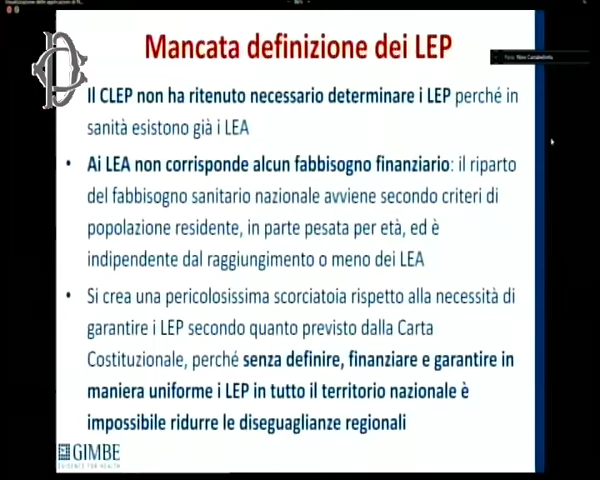 Mancata definizione dei LEP
Il CLEP non ha ritenuto necessario determinare i LEP perché in
sanità esistono già i LEA
• Ai LEA non corrisponde alcun fabbisogno finanziario: il riparto
del fabbisogno sanitario nazionale avviene secondo criteri di
popolazione residente, in parte pesata per età, ed è
indipendente dal raggiungimento o meno dei LEA
• Si crea una pericolosissima scorciatoia rispetto alla necessità di
garantire i LEP secondo quanto previsto dalla Carta
Costituzionale, perché senza definire, finanziare e garantire in
maniera uniforme i LEP in tutto il territorio nazionale è
impossibile ridurre le diseguaglianze regionali
GIMBE
EVIDENCE FOR HEALTH